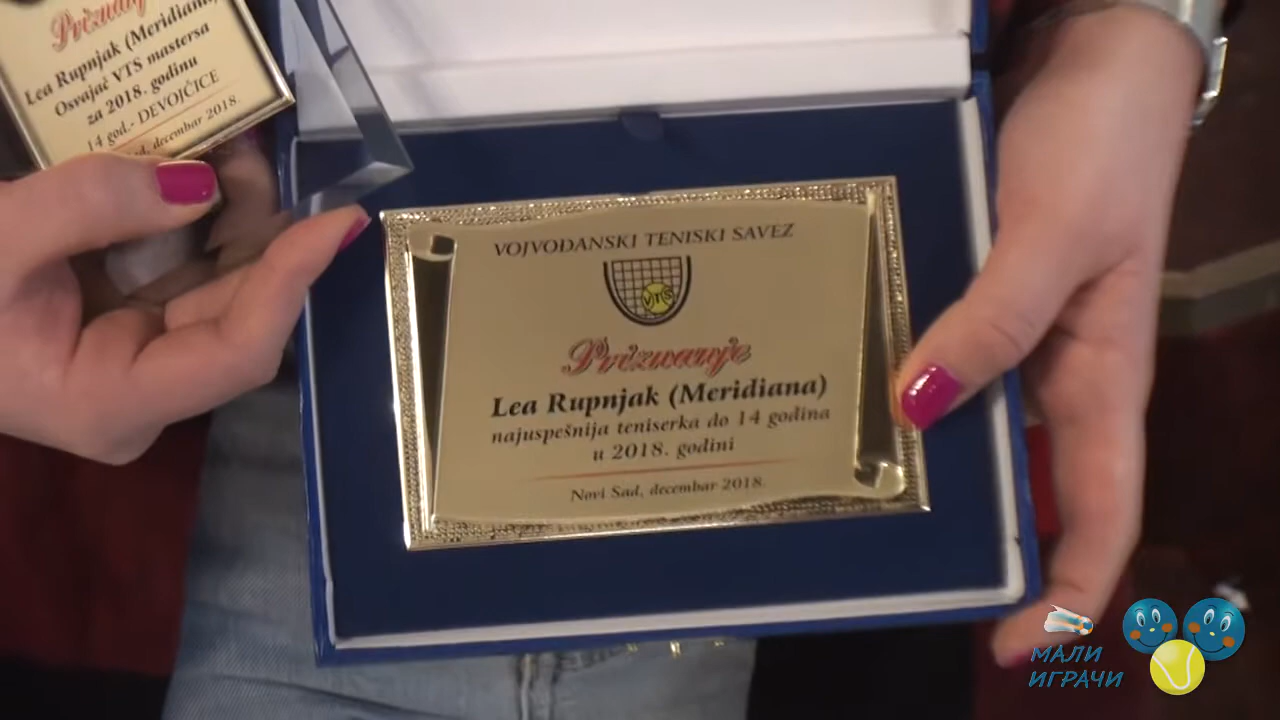 Priznanje
Lea Rupnjak (Meridiana)
Osvajač VTS mastersa
za 2018. godinu
14 god.- DEVOJČICE
decembar 2018.
VOJVOĐANSKI TENISKI SAVEZ
VTS
Priznanje
Lea Rupnjak (Meridiana)
najuspešnija teniserka do 14 godina
u 2018. godini
Novi Sad, decembar 2018.
МАЛИ
ИГРАЧИ